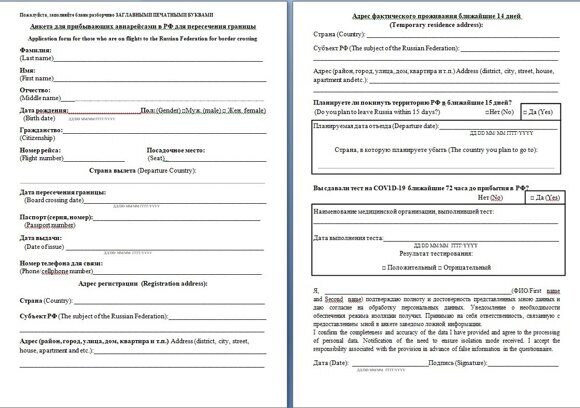 Пожалуйста, заполняйте бланк разборчиво ЗАГЛАВНЫМИ ПЕЧАТНЫМИ БУКВАМИ
Анкета для прибывающих авиарейсами в РФ для пересечения границы
Application form for those who are on flights to the Russian Federation for border crossing
Фамилия:
(Last name)
Имя:
(First name)
Отчество:
(Middle name)
Дата рождения: Пол: (Gender) □Муж. (male) □ Жен. female)
(Birth date) ДД/ДД/ММ/ММ/ГГГГ/YYYY
Гражданство:
(Citizenship)
Номер рейса: Посадочное место:
(Flight number) (Seat)
Страна вылета (Departure Country):
Дата пересечения границы:
(Board crossing date) ДД/DD/MM/MM/ГГГГ/YYYY
Паспорт (серия, номер):
(Passport number)
Дата выдачи:
(Date of issue) ДД/DD/MM/MM/ГГГГ/YYYY
Номер телефона для связи:
(Phone/cellphone number)
Адрес регистрации (Registration address):
Страна (Country):
Субъект РФ (The subject of the Russian Federation):
Адрес (район, город, улица, дом, квартира и т.п.) Address (district, city, street, house, apartment and etc.):
Адрес фактического проживания ближайшие 14 дней
(Temporary residence address):
Страна (Country):
Субъект РФ (The subject of the Russian Federation):
Адрес (район, город, улица, дом, квартира и т.п.) Address (district, city, street, house,
apartment and etc.):
Планируете ли покинуть территорию РФ в ближайшие 15 дней?
(Do you plan to leave Russia within 15 days?) □Нет (No) □ Да (Yes)
Планируемая дата отъезда (Departure date):
ДД/DD/MM/MM/ГГГГ/YYYY
Страна, в которую планируете убыть (The country you plan to go to):
Вы сдавали тест на COVID-19 ближайшие 72 часа до прибытия в РФ?
Нет (No) □ Да (Yes)
Наименование медицинской организации, выполнившей тест:
Дата выполнения теста:
ДД/DD/MM/MM/ГГГГ/YYYY
Результат тестирования:
□ Положительный □ Отрицательный
Я, (ФИО/First name
and Second name) подтверждаю полноту и достоверность представленных мною данных и
даю согласие на обработку персональных данных. Уведомление о необходимости
обеспечения режима изоляции получил. Принимаю на себя ответственность, связанную с
предоставлением мной в анкете заведомо ложной информации.
I confirm the completeness and accuracy of the data I have provided and agree to the processing
of personal data. Notification of the need to ensure isolation mode received. I accept the
responsibility associated with the provision in advance of false information in the questionnaire.
Дата (Date): Подпись (Signature):
ДД/DD/MM/MM/ГГГГ/YYYY